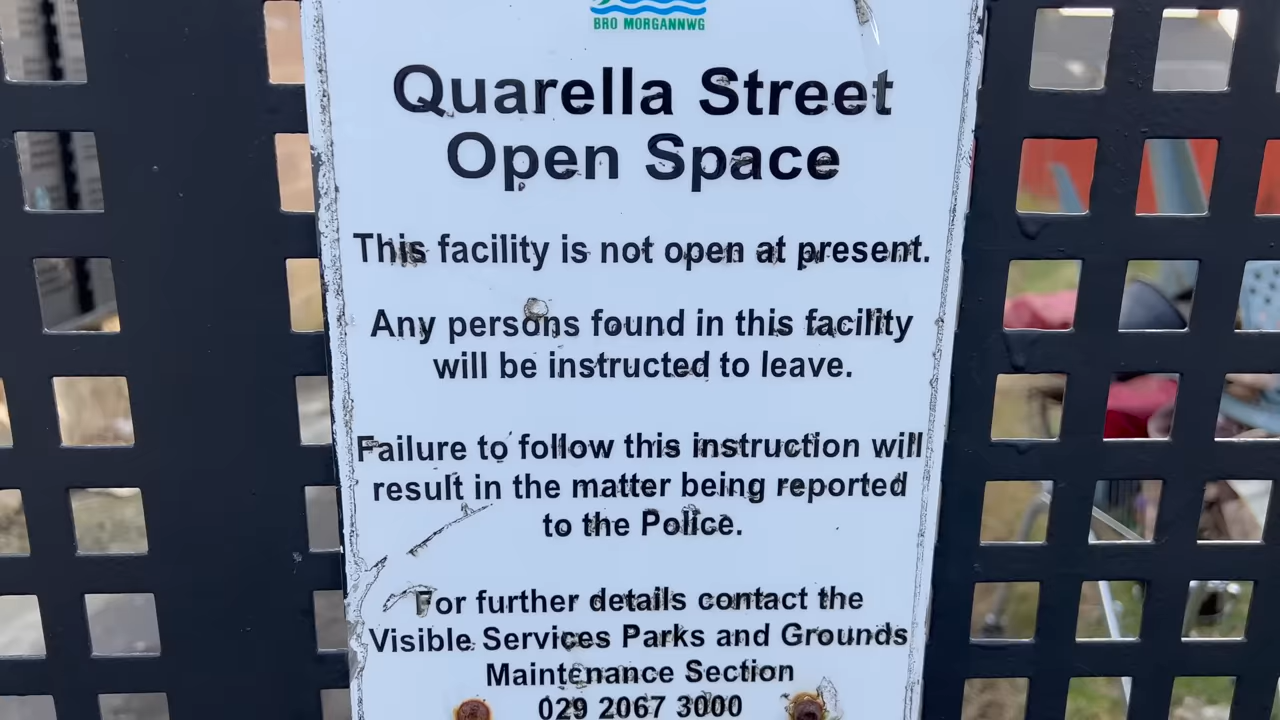 BRO MORGANNWG
Quarella Street
Open Space
This facility is not open at present.
Any persons found in this facility
will be instructed to leave.
Failure to follow this instruction will
result in the matter being reported
to the Police.
For further details contact the
Visible Services Parks and Grounds
Maintenance Section
029 2067 3000